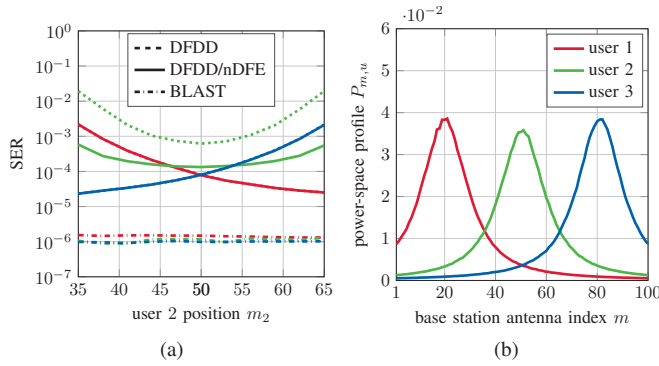 10^0
10^{-1}
10^{-2}
10^{-3}
10^{-4}
10^{-5}
10^{-6}
10^{-7}
SER
DFDD
DFDD/nDFE
BLAST
35 40 45 50 55 60 65
user 2 position m_2
(a)
·10^{-2}
6
4
2
0
power-space profile P_{m,u}
user 1
user 2
user 3
1 20 40 60 80 100
base station antenna index m
(b)